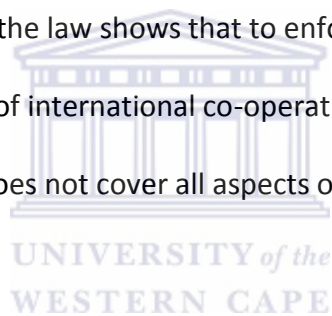 the law shows that to enfo
of international co-operat
oes not cover all aspects o
UNIVERSITY of the
WESTERN CAPE